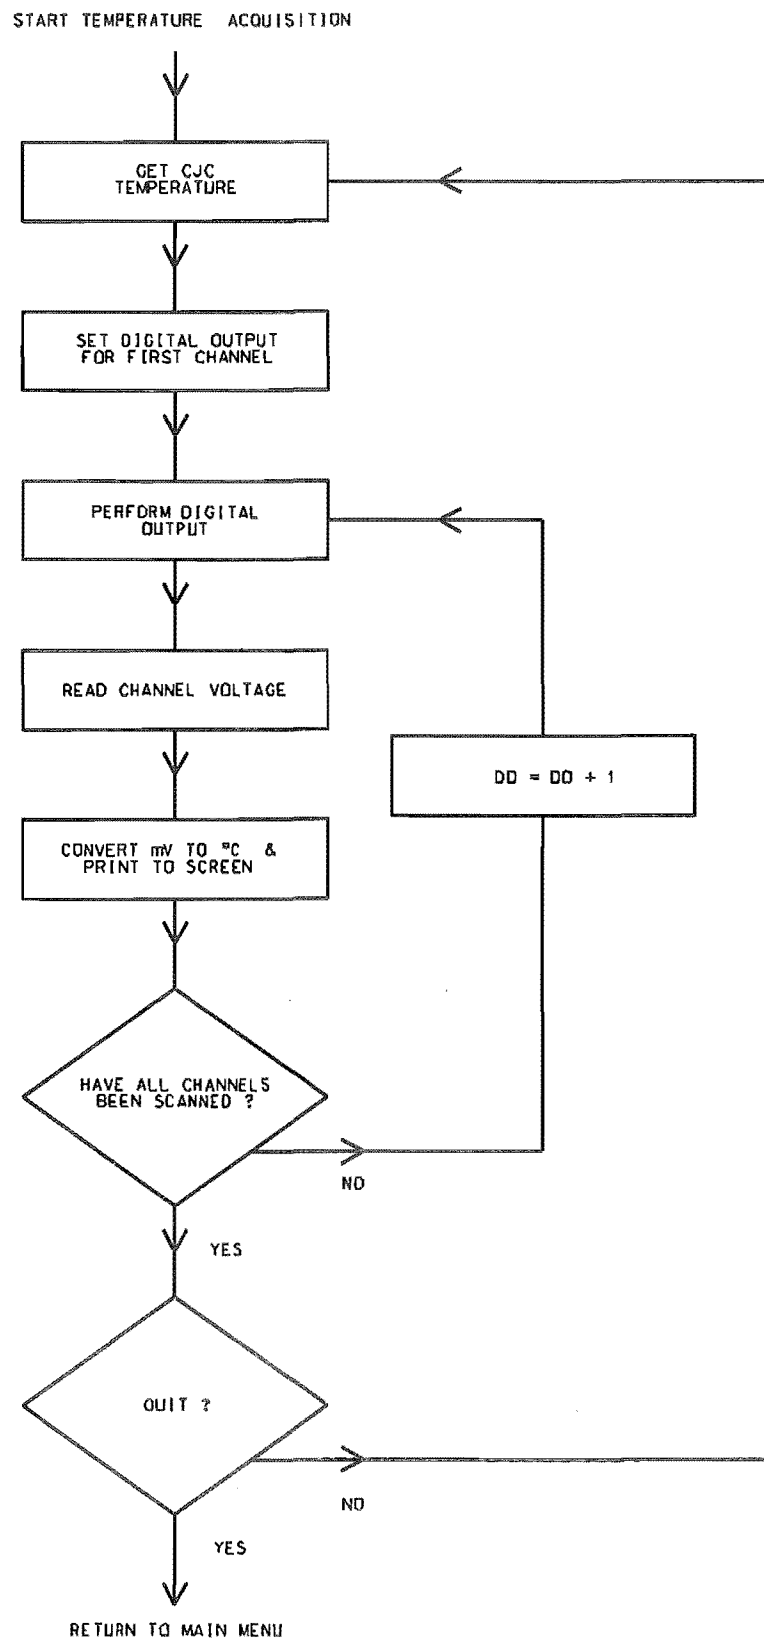 START TEMPERATURE ACQUISITION
GET CJC
TEMPERATURE
SET DIGITAL OUTPUT
FOR FIRST CHANNEL
PERFORM DIGITAL
OUTPUT
READ CHANNEL VOLTAGE
DO = DO + 1
CONVERT mV TO °C &
PRINT TO SCREEN
HAVE ALL CHANNELS
BEEN SCANNED ?
NO
YES
QUIT ?
NO
YES
RETURN TO MAIN MENU